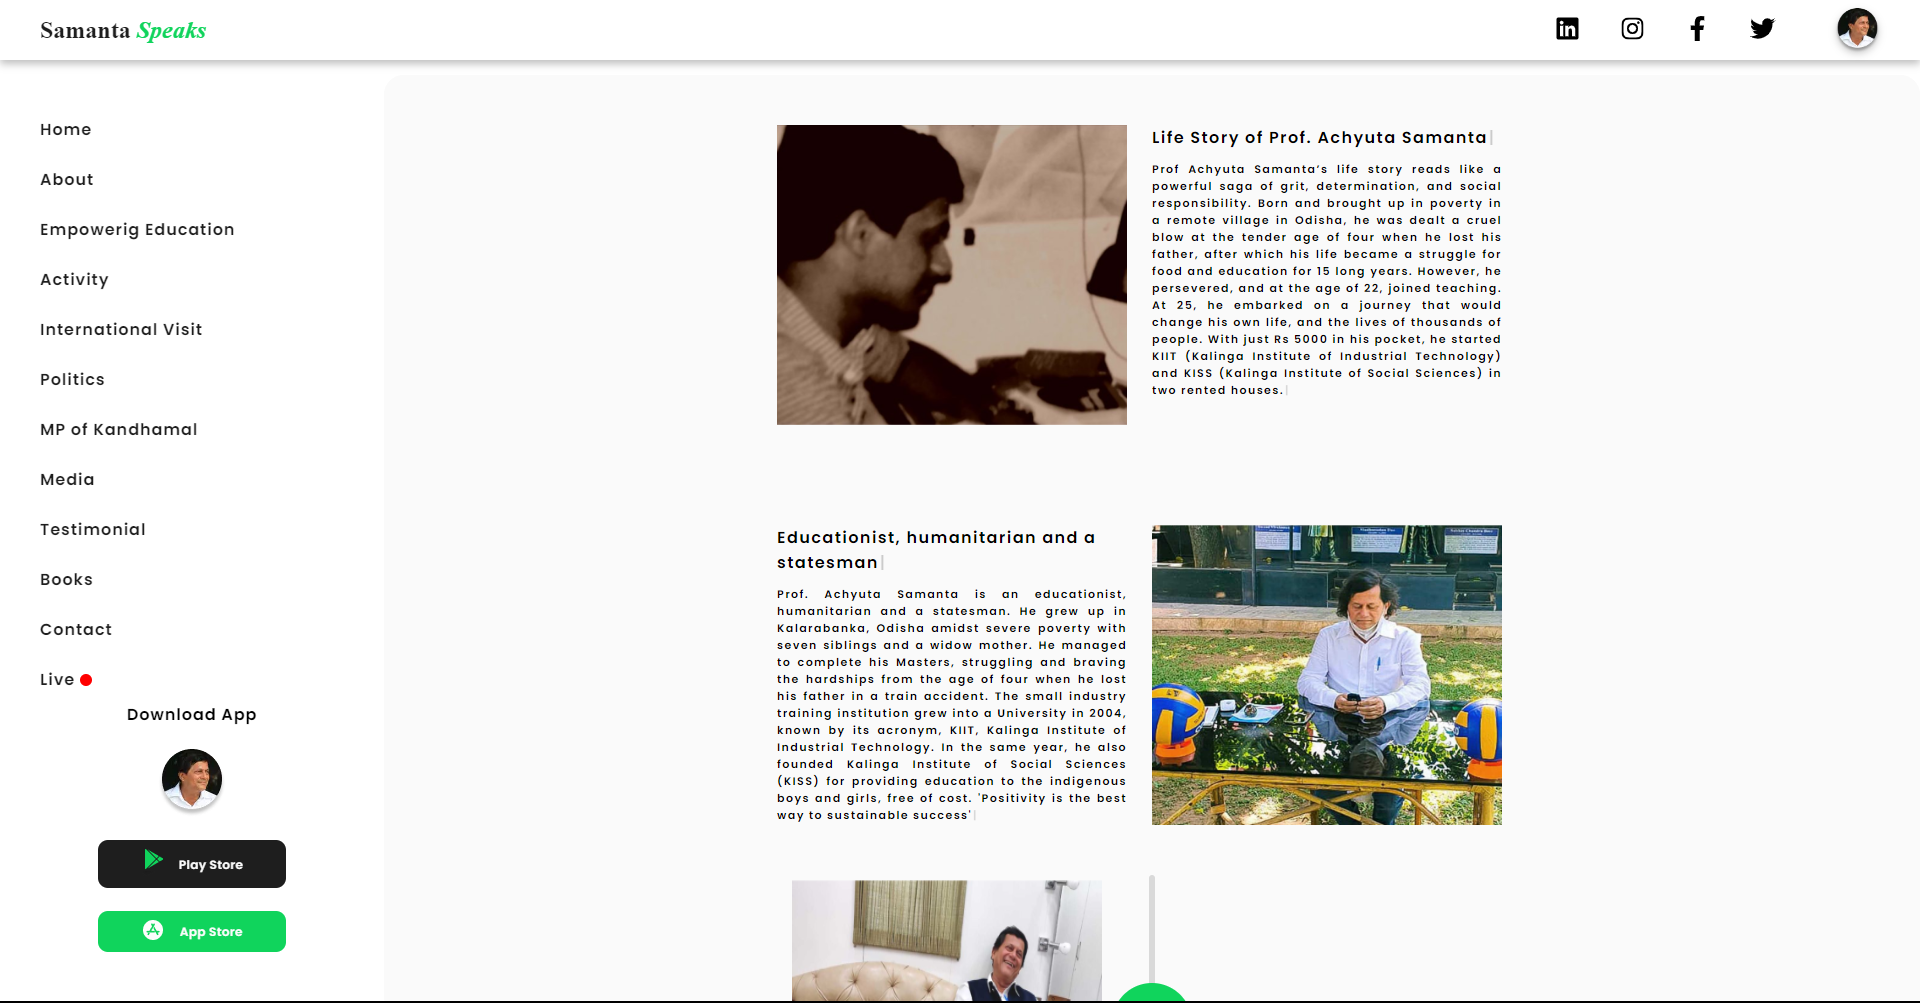 Samanta Speaks
Home
About
Empowerig Education
Activity
International Visit
Politics
MP of Kandhamal
Media
Testimonial
Books
Contact
Live
Download App
Play Store
App Store
Life Story of Prof. Achyuta Samanta
Prof Achyuta Samanta's life story reads like a
powerful saga of grit, determination, and social
responsibility. Born and brought up in poverty in
a remote village in Odisha, he was dealt a cruel
blow at the tender age of four when he lost his
father, after which his life became a struggle for
food and education for 15 long years. However, he
persevered, and at the age of 22, joined teaching.
At 25, he embarked on a journey that would
change his own life, and the lives of thousands of
people. With just Rs 5000 in his pocket, he started
KIIT (Kalinga Institute of Industrial Technology)
and KISS (Kalinga Institute of Social Sciences) in
two rented houses.
Educationist, humanitarian and a
statesman
Prof. Achyuta Samanta is an educationist,
humanitarian and a statesman. He grew up in
Kalarabanka, Odisha amidst severe poverty with
seven siblings and a widow mother. He managed
to complete his Masters, struggling and braving
the hardships from the age of four when he lost
his father in a train accident. The small industry
training institution grew into a University in 2004,
known by its acronym, KIIT, Kalinga Institute of
Industrial Technology. In the same year, he also
founded Kalinga Institute of Social Sciences
(KISS) for providing education to the indigenous
boys and girls, free of cost. 'Positivity is the best
way to sustainable success'